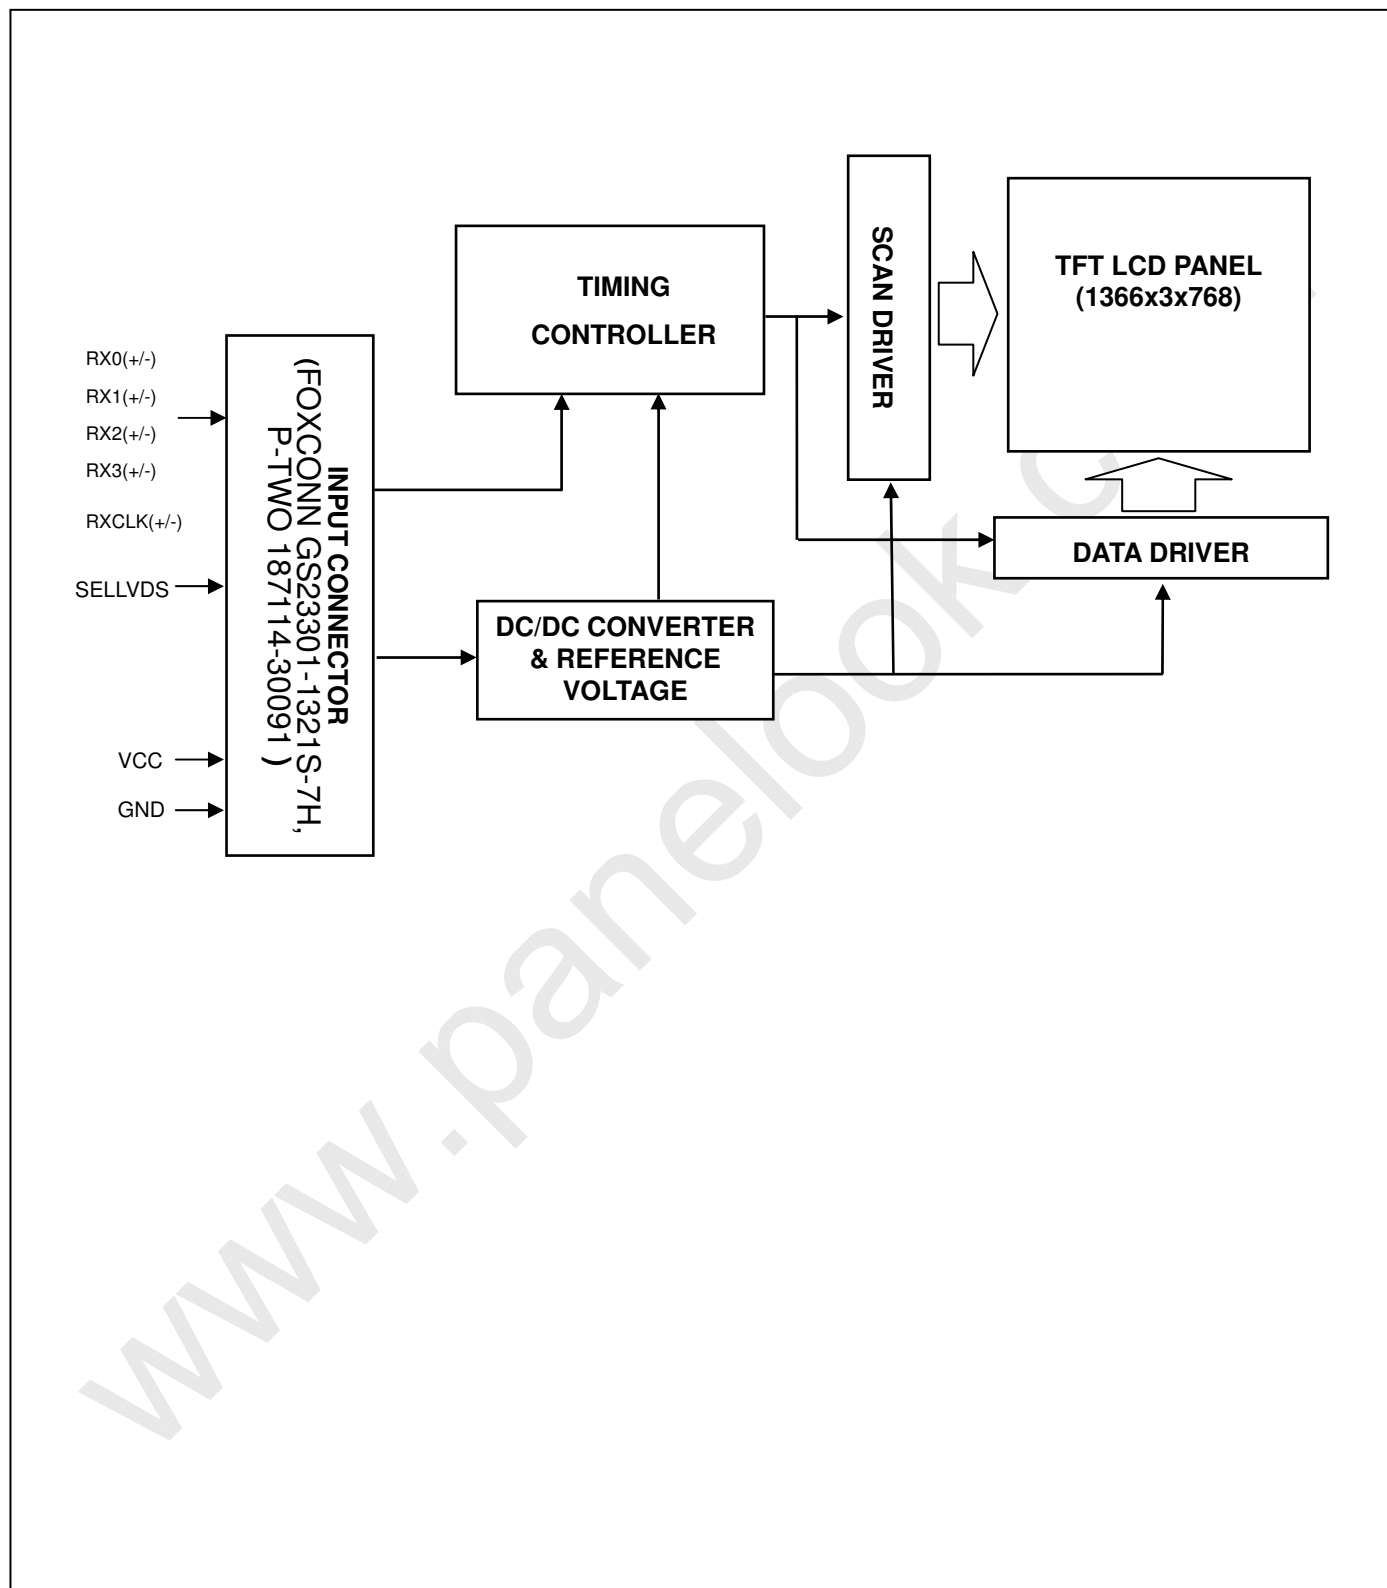 RX0(+/-)
RX1(+/-)
RX2(+/-)
RX3(+/-)
RXCLK(+/-)
SELLVDS
VCC
GND
INPUT CONNECTOR
(FOXCONN GS23301-1321S-7H,
P-TWO 187114-30091 )
TIMING
CONTROLLER
DC/DC CONVERTER
& REFERENCE
VOLTAGE
SCAN DRIVER
TFT LCD PANEL
(1366x3x768)
DATA DRIVER
www.panelook.c